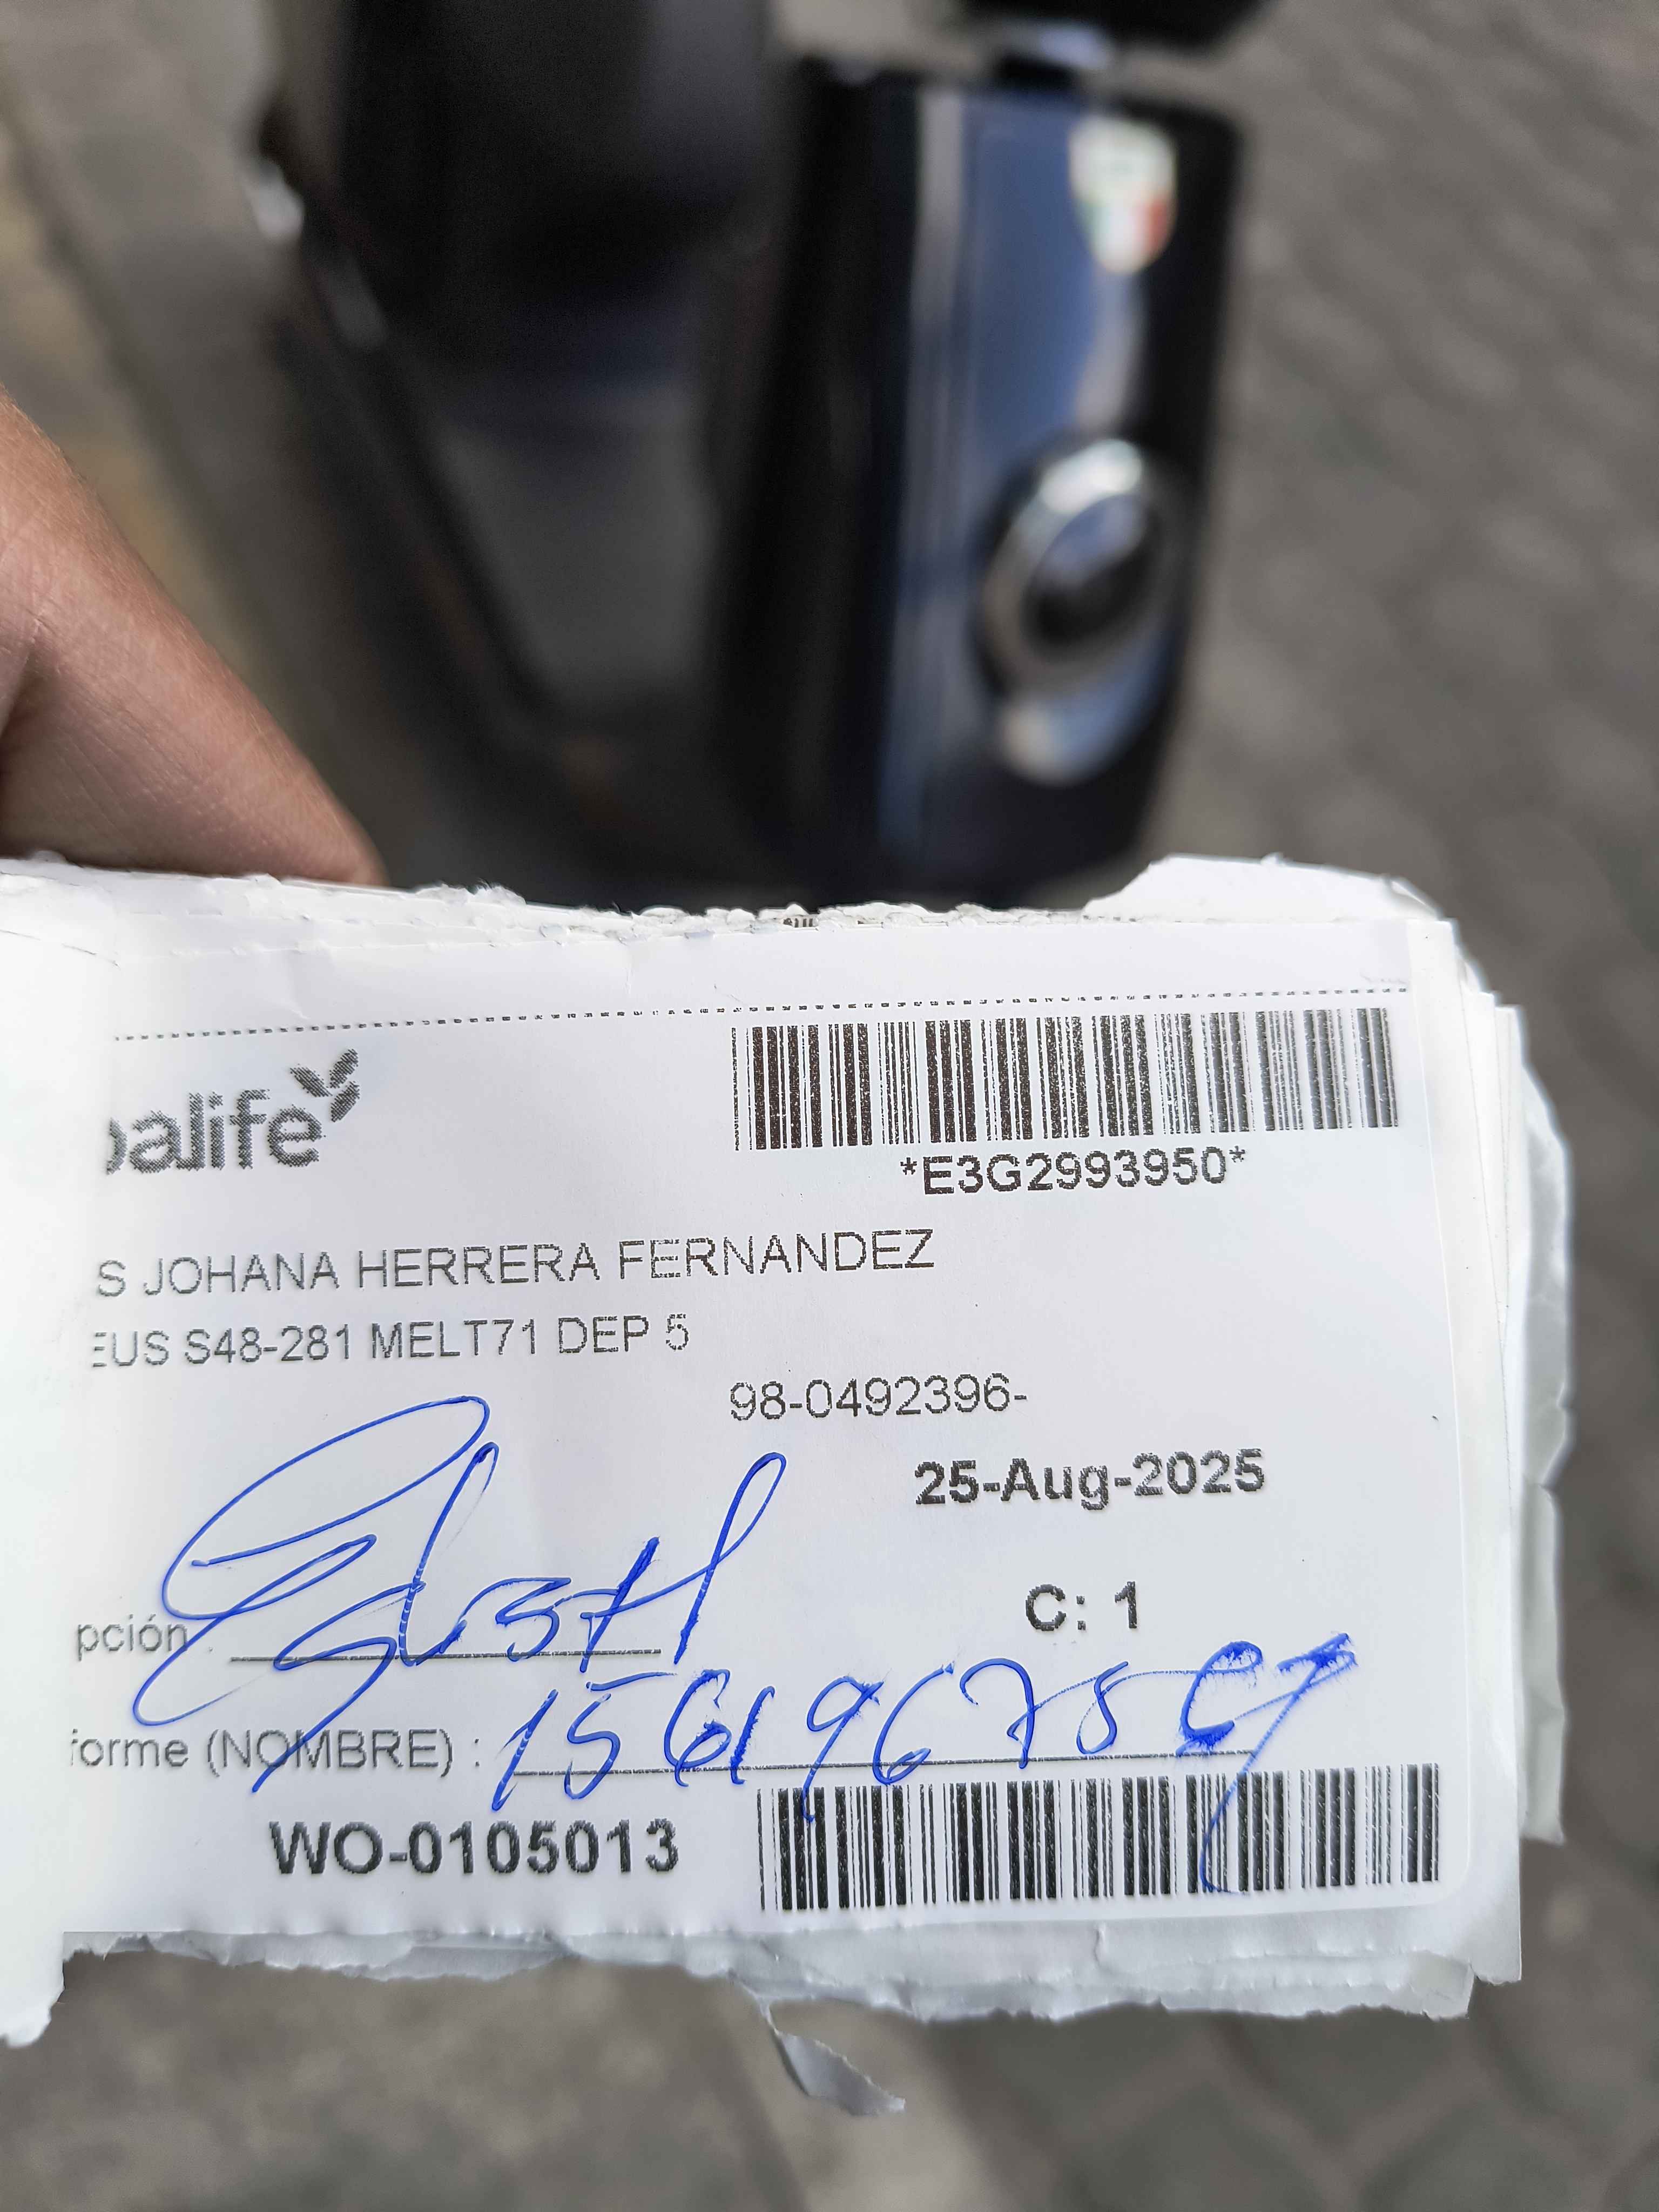 alife
*E3G2993950*
S JOHANA HERRERA FERNANDEZ
EUS S48-281 MELT71 DEP 5
98-0492396-
25-Aug-2025
C: 1
pción :
forme (NOMBRE) :
WO-0105013